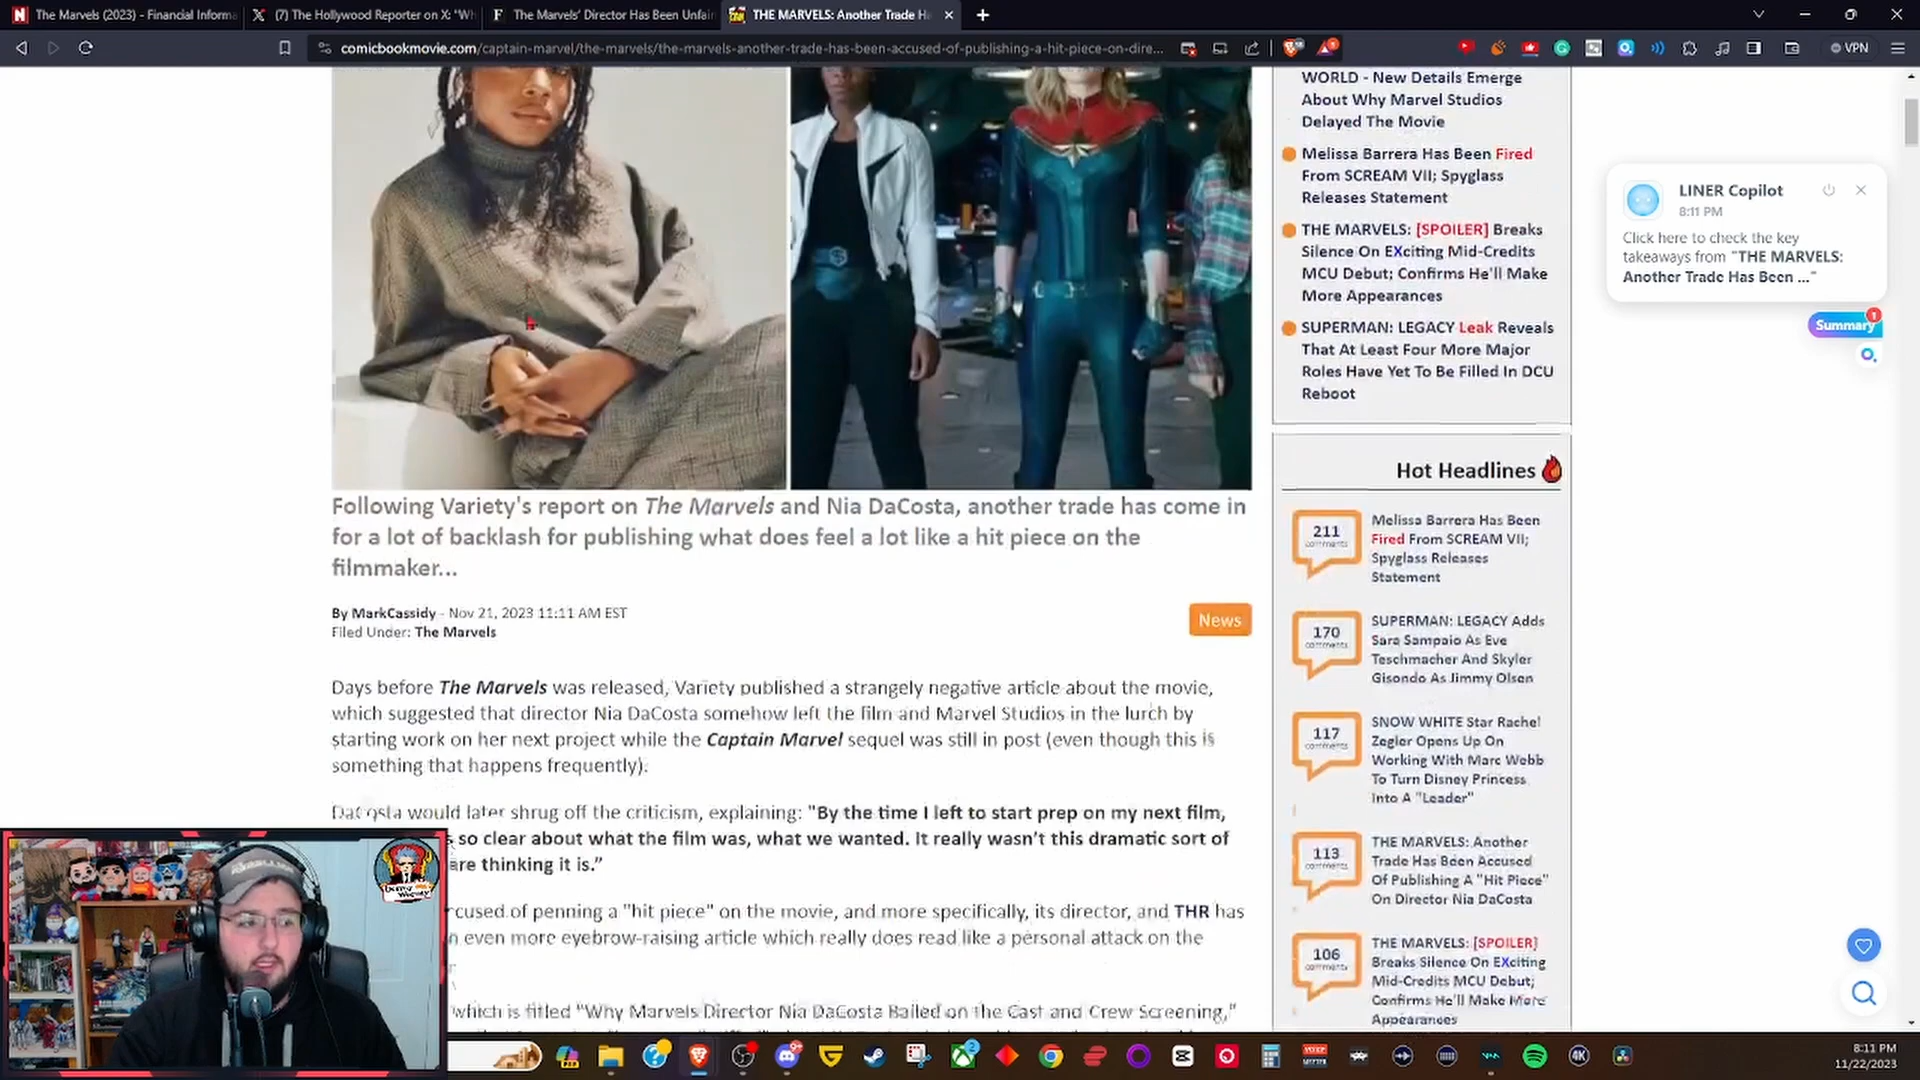 The Marvels (2023) - Financial Informa
(7) The Hollywood Reporter on X: "Wh
The Marvels' Director Has Been Unfai
THE MARVELS: Another Trade Ha
comicbookmovie.com/captain-marvel/the-marvels/the-marvels-another-trade-has-been-accused-of-publishing-a-hit-piece-on-dire...
VPN
WORLD - New Details Emerge
About Why Marvel Studios
Delayed The Movie
Melissa Barrera Has Been Fired
From SCREAM VII; Spyglass
Releases Statement
THE MARVELS: [SPOILER] Breaks
Silence On EXciting Mid-Credits
MCU Debut; Confirms He'll Make
More Appearances
SUPERMAN: LEGACY Leak Reveals
That At Least Four More Major
Roles Have Yet To Be Filled In DCU
Reboot
LINER Copilot
8:11 PM
Click here to check the key
takeaways from "THE MARVELS:
Another Trade Has Been ..."
Summary
1
Hot Headlines
211
comments
Melissa Barrera Has Been
Fired From SCREAM VII;
Spyglass Releases
Statement
170
comments
SUPERMAN: LEGACY Adds
Sara Sampaio As Eve
Teschmacher And Skyler
Gisondo As Jimmy Olsen
117
comments
SNOW WHITE Star Rachel
Zegler Opens Up On
Working With Marc Webb
To Turn Disney Princess
Into A "Leader"
113
comments
THE MARVELS: Another
Trade Has Been Accused
Of Publishing A "Hit Piece"
On Director Nia DaCosta
106
comments
THE MARVELS: [SPOILER]
Breaks Silence On EXciting
Mid-Credits MCU Debut;
Confirms He'll Make More
Appearances
Following Variety's report on The Marvels and Nia DaCosta, another trade has come in
for a lot of backlash for publishing what does feel a lot like a hit piece on the
filmmaker...
By MarkCassidy - Nov 21, 2023 11:11 AM EST
Filed Under: The Marvels
News
Days before The Marvels was released, Variety published a strangely negative article about the movie,
which suggested that director Nia DaCosta somehow left the film and Marvel Studios in the lurch by
starting work on her next project while the Captain Marvel sequel was still in post (even though this is
something that happens frequently).
DaCosta would later shrug off the criticism, explaining: "By the time I left to start prep on my next film,
so clear about what the film was, what we wanted. It really wasn't this dramatic sort of
are thinking it is."
cused of penning a "hit piece" on the movie, and more specifically, its director, and THR has
n even more eyebrow-raising article which really does read like a personal attack on the
which is titled "Why Marvels Director Nia DaCosta Bailed on the Cast and Crew Screening,"
8:11 PM
11/22/2023